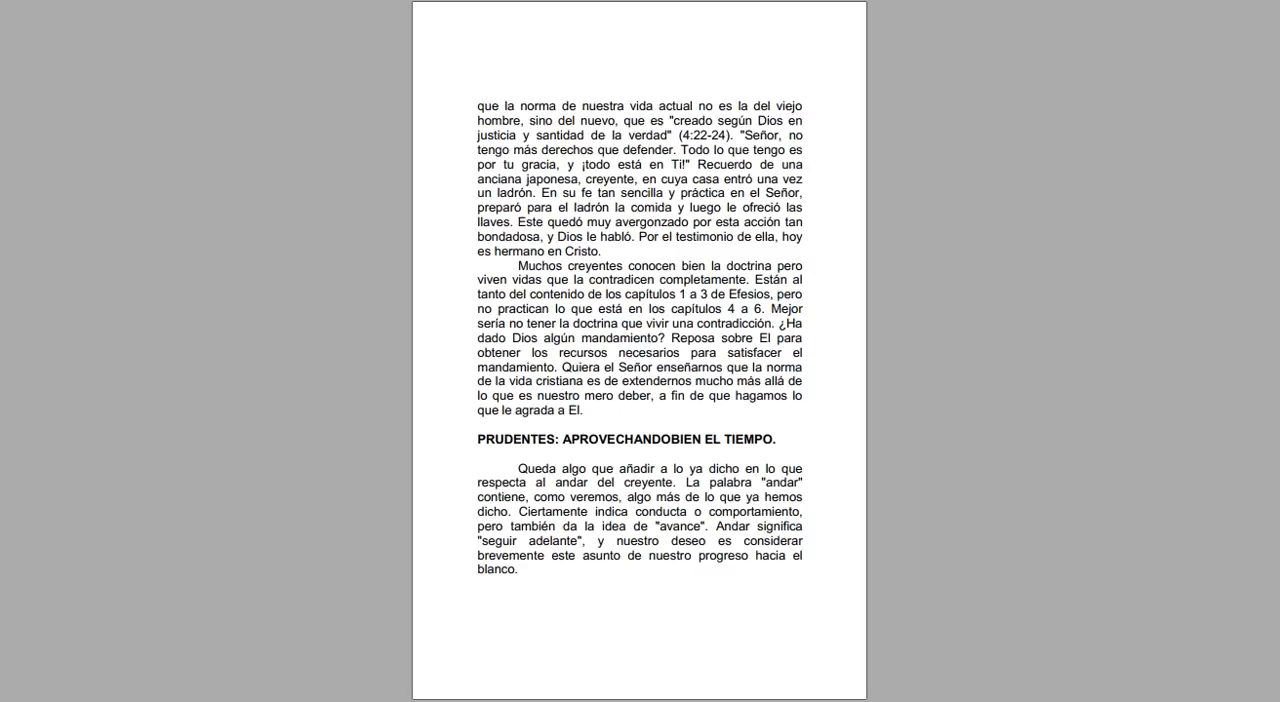 que la norma de nuestra vida actual no es la del viejo
hombre, sino del nuevo, que es "creado según Dios en
justicia y santidad de la verdad" (4:22-24). "Señor, no
tengo más derechos que defender. Todo lo que tengo es
por tu gracia, y ¡todo está en Ti!" Recuerdo de una
anciana japonesa, creyente, en cuya casa entró una vez
un ladrón. En su fe tan sencilla y práctica en el Señor,
preparó para el ladrón la comida y luego le ofreció las
llaves. Este quedó muy avergonzado por esta acción tan
bondadosa, y Dios le habló. Por el testimonio de ella, hoy
es hermano en Cristo.
Muchos creyentes conocen bien la doctrina pero
viven vidas que la contradicen completamente. Están al
tanto del contenido de los capítulos 1 a 3 de Efesios, pero
no practican lo que está en los capítulos 4 a 6. Mejor
sería no tener la doctrina que vivir una contradicción. ¿Ha
dado Dios algún mandamiento? Reposa sobre El para
obtener los recursos necesarios para satisfacer el
mandamiento. Quiera el Señor enseñarnos que la norma
de la vida cristiana es de extendernos mucho más allá de
lo que es nuestro mero deber, a fin de que hagamos lo
que le agrada a El.
PRUDENTES: APROVECHANDOBIEN EL TIEMPO.
Queda algo que añadir a lo ya dicho en lo que
respecta al andar del creyente. La palabra "andar"
contiene, como veremos, algo más de lo que ya hemos
dicho. Ciertamente indica conducta o comportamiento,
pero también da la idea de "avance". Andar significa
"seguir adelante", y nuestro deseo es considerar
brevemente este asunto de nuestro progreso hacia el
blanco.